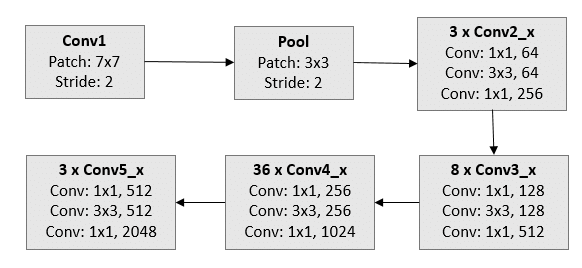 Conv1
Patch: 7x7
Stride: 2
Pool
Patch: 3x3
Stride: 2
3 x Conv2_x
Conv: 1x1, 64
Conv: 3x3, 64
Conv: 1x1, 256
8 x Conv3_x
Conv: 1x1, 128
Conv: 3x3, 128
Conv: 1x1, 512
36 x Conv4_x
Conv: 1x1, 256
Conv: 3x3, 256
Conv: 1x1, 1024
3 x Conv5_x
Conv: 1x1, 512
Conv: 3x3, 512
Conv: 1x1, 2048